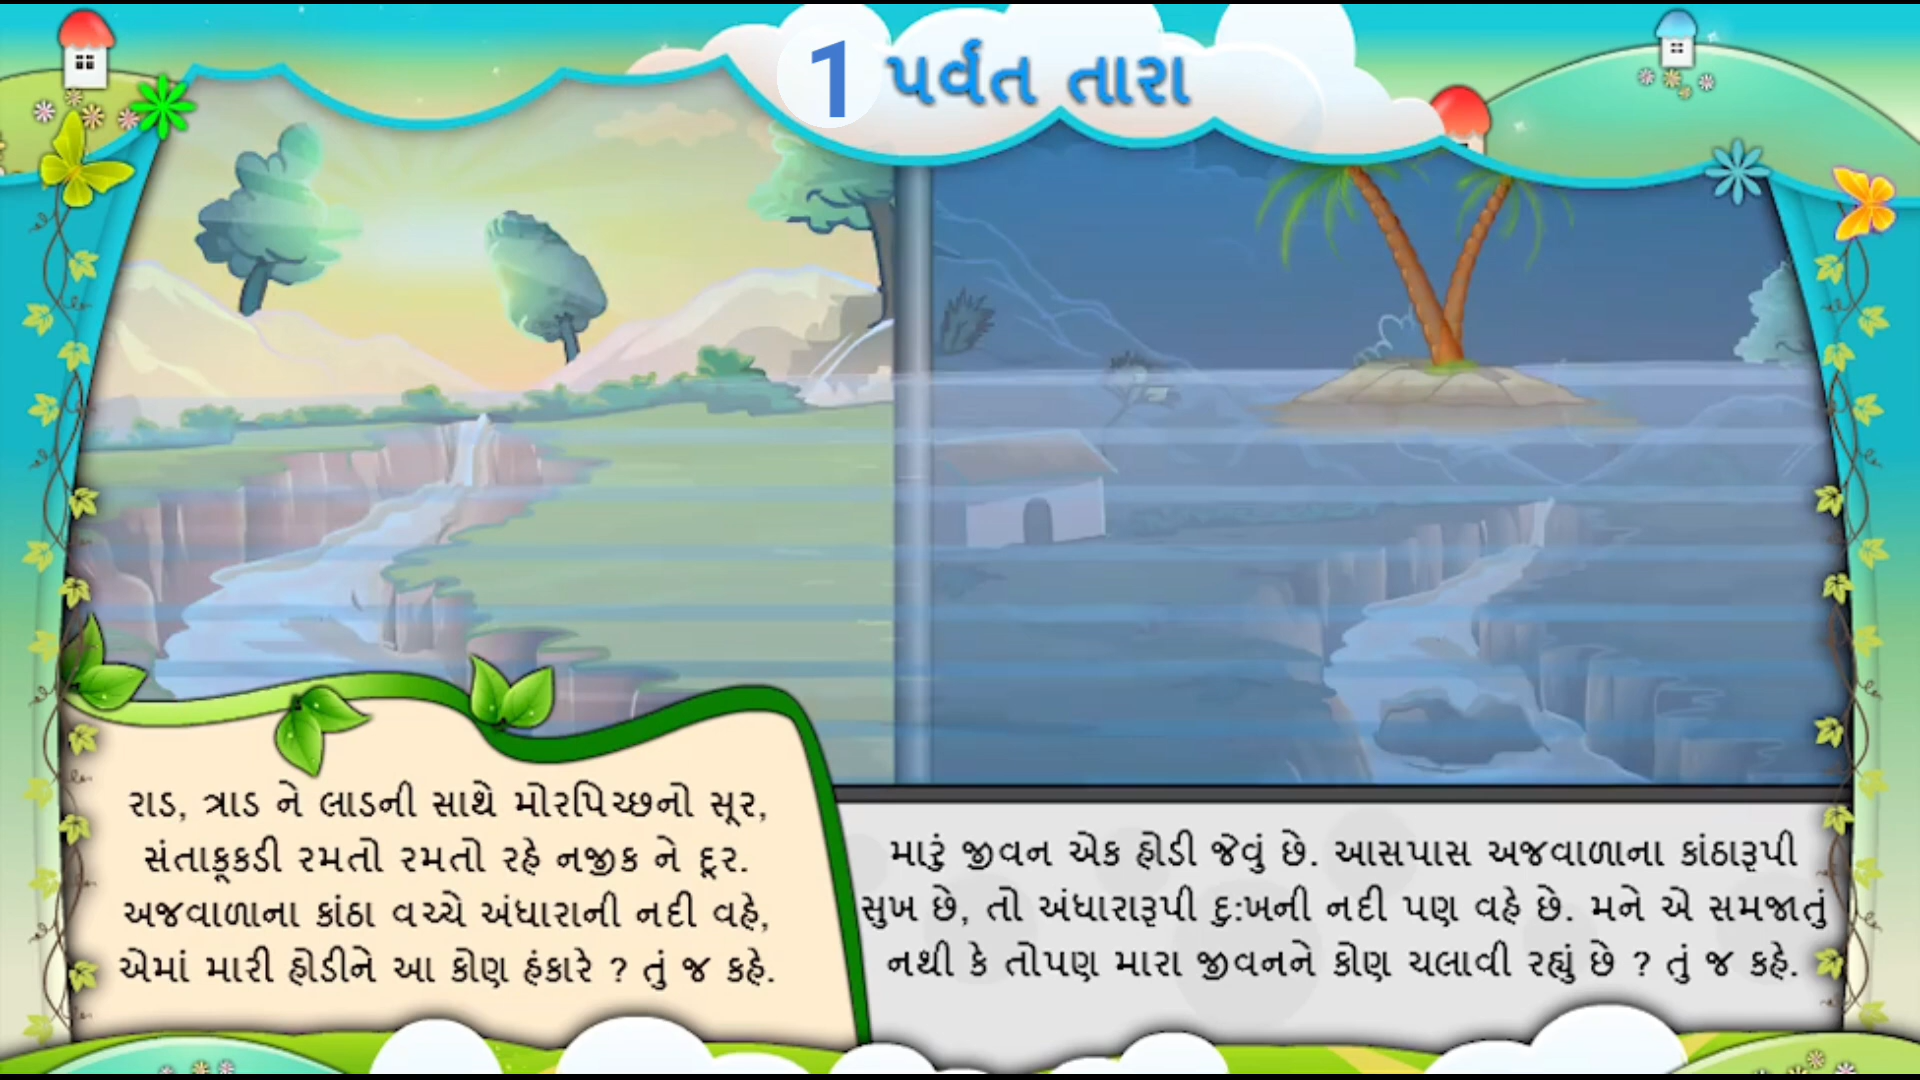 1 પર્વત તારા
રાડ, ત્રાડ ને લાડની સાથે મોરપિચ્છનો સૂર,
સંતાકૂકડી રમતો રમતો રહે નજીક ને દૂર.
અજવાળાના કાંઠા વચ્ચે અંધારાની નદી વહે,
એમાં મારી હોડીને આ કોણ હંકારે ? તું જ કહે.
મારું જીવન એક હોડી જેવું છે. આસપાસ અજવાળાના કાંઠારૂપી
સુખ છે, તો અંધારારૂપી દુ:ખની નદી પણ વહે છે. મને એ સમજાતું
નથી કે તોપણ મારા જીવનને કોણ ચલાવી રહ્યું છે ? તું જ કહે.